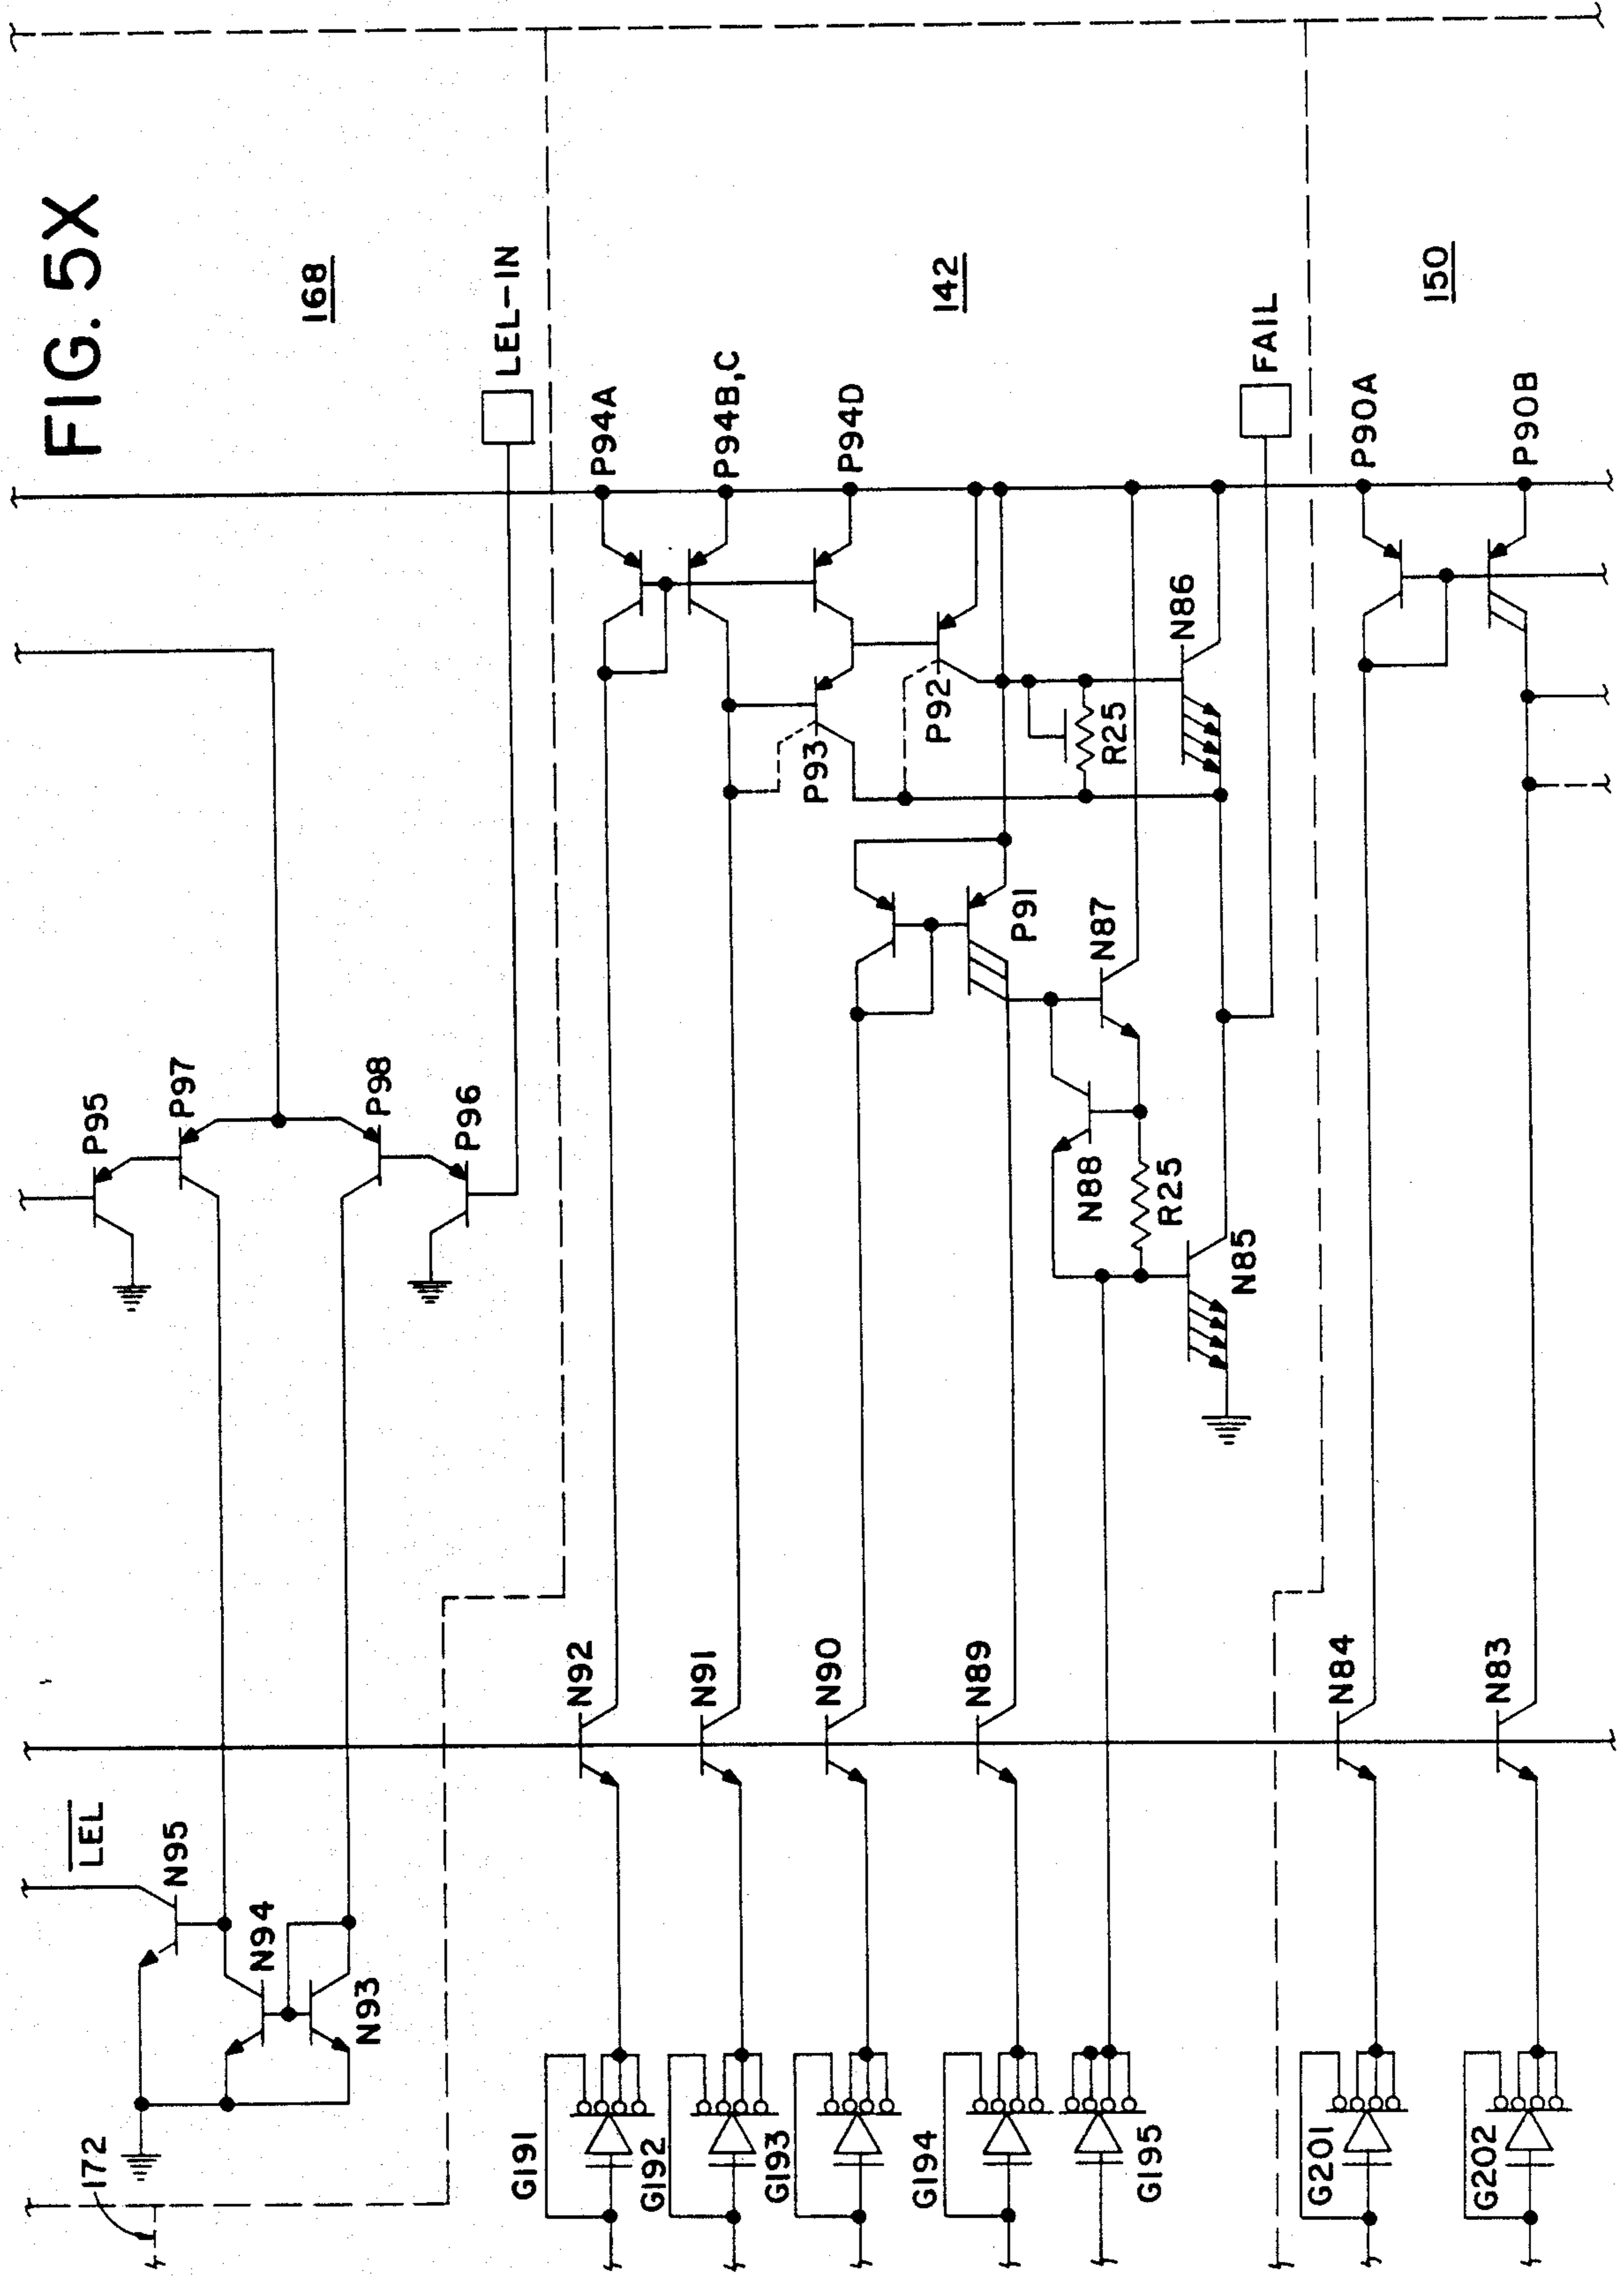 FIG. 5X
168
LEL-IN
P95
P97
P98
P96
LEL
N95
N94
N93
172
142
P94A
P94B,C
P94D
P93
P92
R25
N86
P91
N87
N88
R25
N85
FAIL
N92
N91
N90
N89
G191
G192
G193
G194
G195
150
P90A
P90B
N84
N83
G201
G202